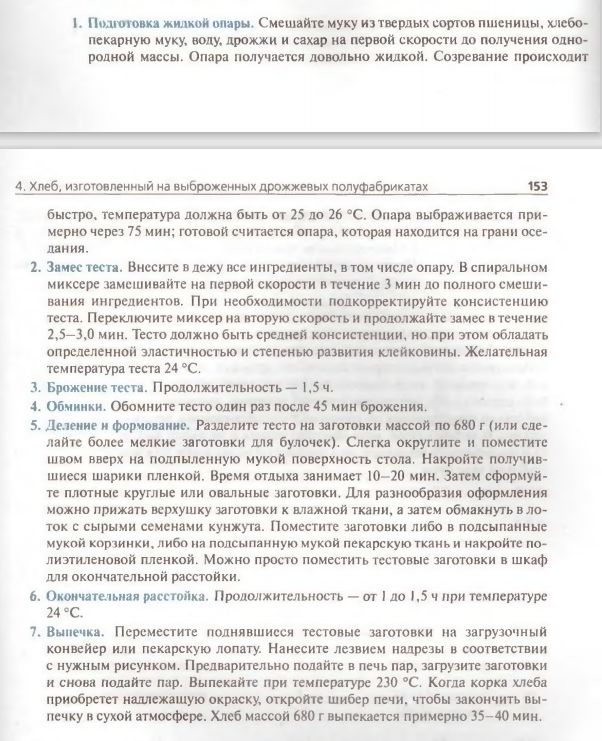 1. Подготовка жидкой опары. Смешайте муку из твердых сортов пшеницы, хлебо-
пекарную муку, воду, дрожжи и сахар на первой скорости до получения одно-
родной массы. Опара получается довольно жидкой. Созревание происходит
4. Хлеб, изготовленный на выброженных дрожжевых полуфабрикатах 153
быстро, температура должна быть от 25 до 26 °С. Опара выбраживается при-
мерно через 75 мин; готовой считается опара, которая находится на грани осе-
дания.
2. Замес теста. Внесите в дежу все ингредиенты, в том числе опару. В спиральном
миксере замешивайте на первой скорости в течение 3 мин до полного смеши-
вания ингредиентов. При необходимости подкорректируйте консистенцию
теста. Переключите миксер на вторую скорость и продолжайте замес в течение
2,5—3,0 мин. Тесто должно быть средней консистенции, но при этом обладать
определенной эластичностью и степенью развития клейковины. Желательная
температура теста 24 °С.
3. Брожение теста. Продолжительность — 1,5 ч.
4. Обминки. Обомните тесто один раз после 45 мин брожения.
5. Деление и формование. Разделите тесто на заготовки массой по 680 г (или сде-
лайте более мелкие заготовки для булочек). Слегка округлите и поместите
швом вверх на подпыленную мукой поверхность стола. Накройте получив-
шиеся шарики пленкой. Время отдыха занимает 10—20 мин. Затем сформуй-
те плотные круглые или овальные заготовки. Для разнообразия оформления
можно прижать верхушку заготовки к влажной ткани, а затем обмакнуть в ло-
ток с сырыми семенами кунжута. Поместите заготовки либо в подсыпанные
мукой корзинки, либо на подсыпанную мукой пекарскую ткань и накройте по-
лиэтиленовой пленкой. Можно просто поместить тестовые заготовки в шкаф
для окончательной расстойки.
6. Окончательная расстойка. Продолжительность — от 1 до 1,5 ч при температуре
24 °С.
7. Выпечка. Переместите поднявшиеся тестовые заготовки на загрузочный
конвейер или пекарскую лопату. Нанесите лезвием надрезы в соответствии
с нужным рисунком. Предварительно подайте в печь пар, загрузите заготовки
и снова подайте пар. Выпекайте при температуре 230 °С. Когда корка хлеба
приобретет надлежащую окраску, откройте шибер печи, чтобы закончить вы-
печку в сухой атмосфере. Хлеб массой 680 г выпекается примерно 35—40 мин.